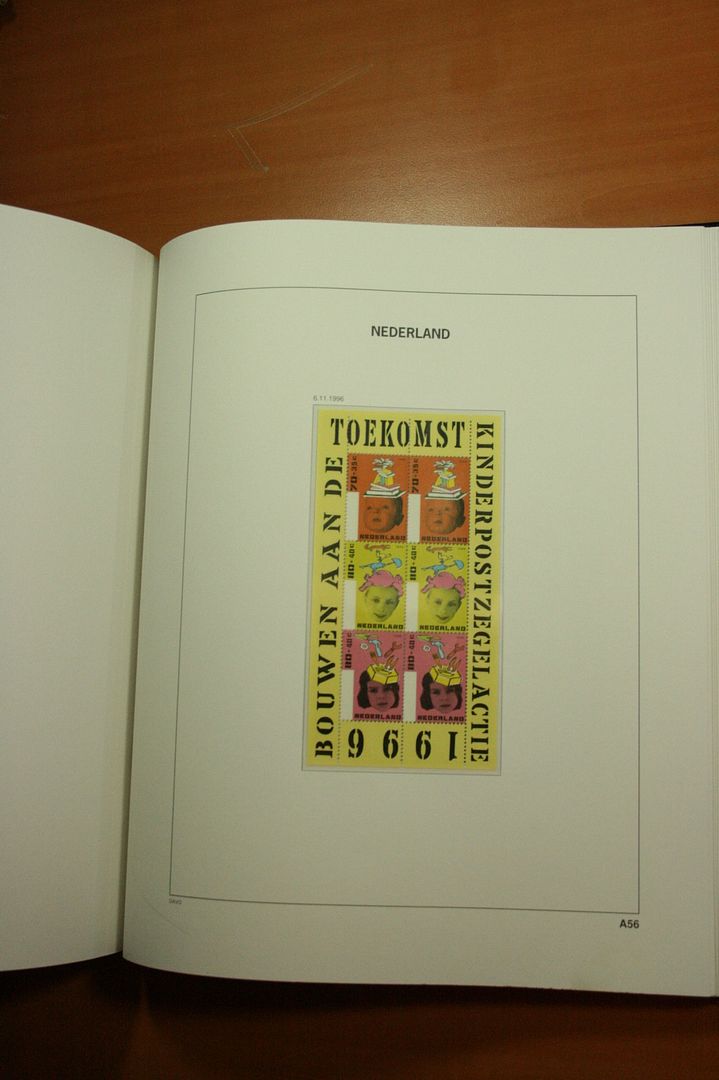 NEDERLAND
6.11.1996
BOUWEN AAN DE
TOEKOMST
KINDERPOSTZEGELACTIE
1996
70+35c
NEDERLAND
70+35c
NEDERLAND
80+40c
NEDERLAND
80+40c
NEDERLAND
80+40c
NEDERLAND
80+40c
NEDERLAND
DAVO
A56